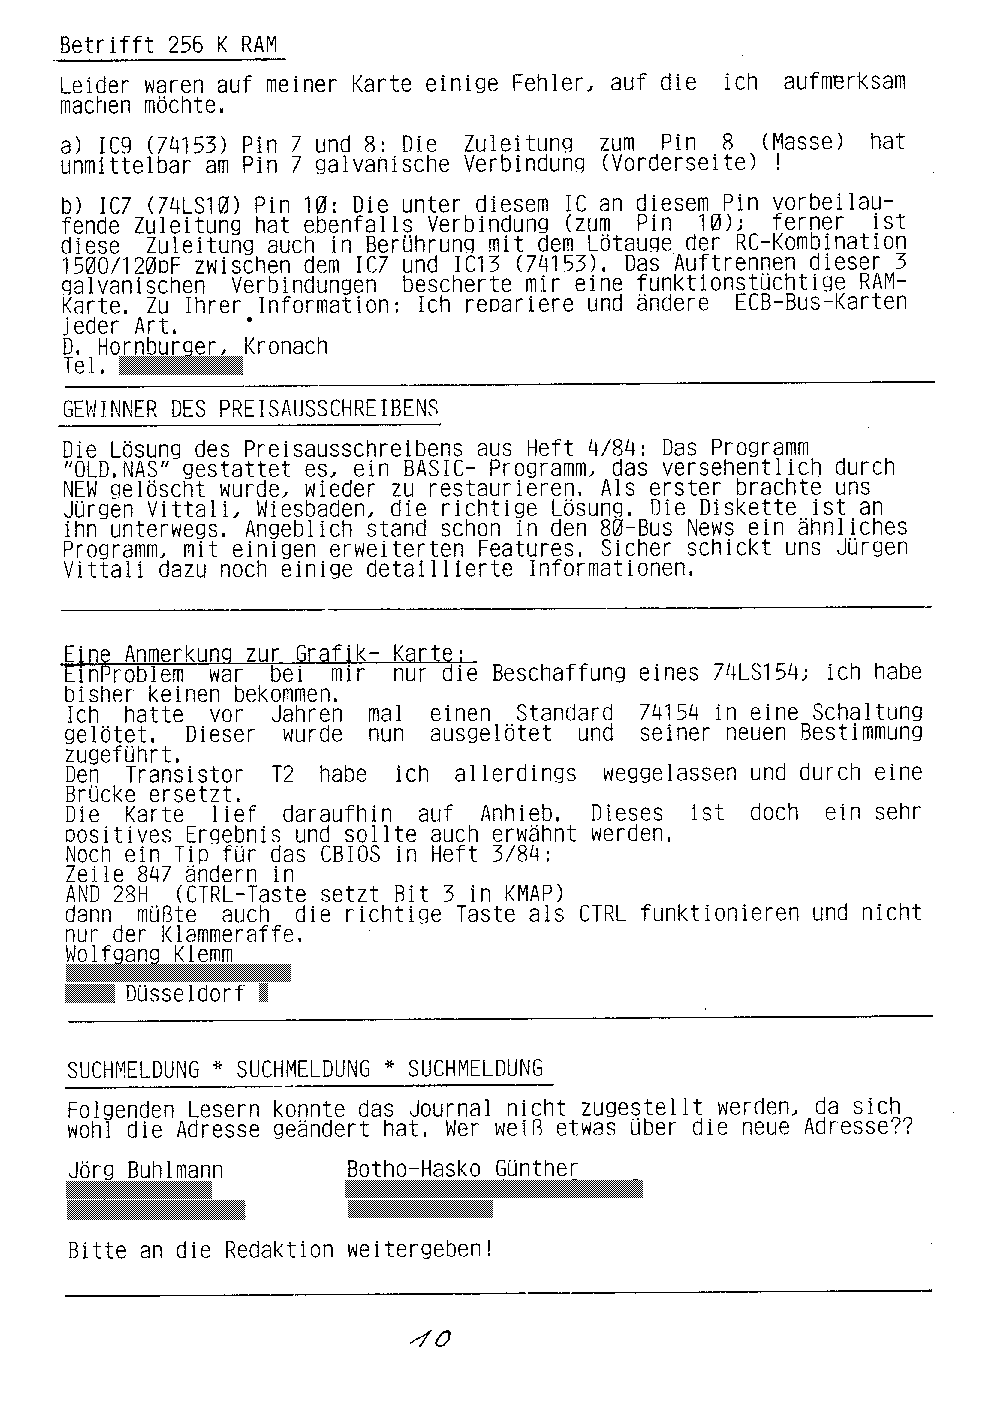 Betrifft 256 K RAM
Leider waren auf meiner Karte einige Fehler, auf die ich aufmerksam
machen möchte.
a) IC9 (74153) Pin 7 und 8: Die Zuleitung zum Pin 8 (Masse) hat
unmittelbar am Pin 7 galvanische Verbindung (Vorderseite) !
b) IC7 (74LS10) Pin 10: Die unter diesem IC an diesem Pin vorbeilau-
fende Zuleitung hat ebenfalls Verbindung (zum Pin 10); ferner ist
diese Zuleitung auch in Berührung mit dem Lötauge der RC-Kombination
150O/120pF zwischen dem IC7 und IC13 (74153). Das Auftrennen dieser 3
galvanischen Verbindungen bescherte mir eine funktionstüchtige RAM-
Karte. Zu Ihrer Information: Ich repariere und ändere ECB-Bus-Karten
jeder Art.
D. Hornburger, Kronach
Tel.
GEWINNER DES PREISAUSSCHREIBENS
Die Lösung des Preisausschreibens aus Heft 4/84: Das Programm
"OLD.NAS" gestattet es, ein BASIC- Programm, das versehentlich durch
NEW gelöscht wurde, wieder zu restaurieren. Als erster brachte uns
Jürgen Vittali, Wiesbaden, die richtige Lösung. Die Diskette ist an
ihn unterwegs. Angeblich stand schon in den 80-Bus News ein ähnliches
Programm, mit einigen erweiterten Features. Sicher schickt uns Jürgen
Vittali dazu noch einige detaillierte Informationen.
Eine Anmerkung zur Grafik- Karte:
EinProblem war bei mir nur die Beschaffung eines 74LS154; ich habe
bisher keinen bekommen.
Ich hatte vor Jahren mal einen Standard 74154 in eine Schaltung
gelötet. Dieser wurde nun ausgelötet und seiner neuen Bestimmung
zugeführt.
Den Transistor T2 habe ich allerdings weggelassen und durch eine
Brücke ersetzt.
Die Karte lief daraufhin auf Anhieb. Dieses ist doch ein sehr
positives Ergebnis und sollte auch erwähnt werden.
Noch ein Tip für das CBIOS in Heft 3/84:
Zeile 847 ändern in
AND 28H (CTRL-Taste setzt Bit 3 in KMAP)
dann müßte auch die richtige Taste als CTRL funktionieren und nicht
nur der Klammeraffe.
Wolfgang Klemm
Düsseldorf
SUCHMELDUNG * SUCHMELDUNG * SUCHMELDUNG
Folgenden Lesern konnte das Journal nicht zugestellt werden, da sich
wohl die Adresse geändert hat. Wer weiß etwas über die neue Adresse??
Jörg Buhlmann Botho-Hasko Günther
Bitte an die Redaktion weitergeben!
10